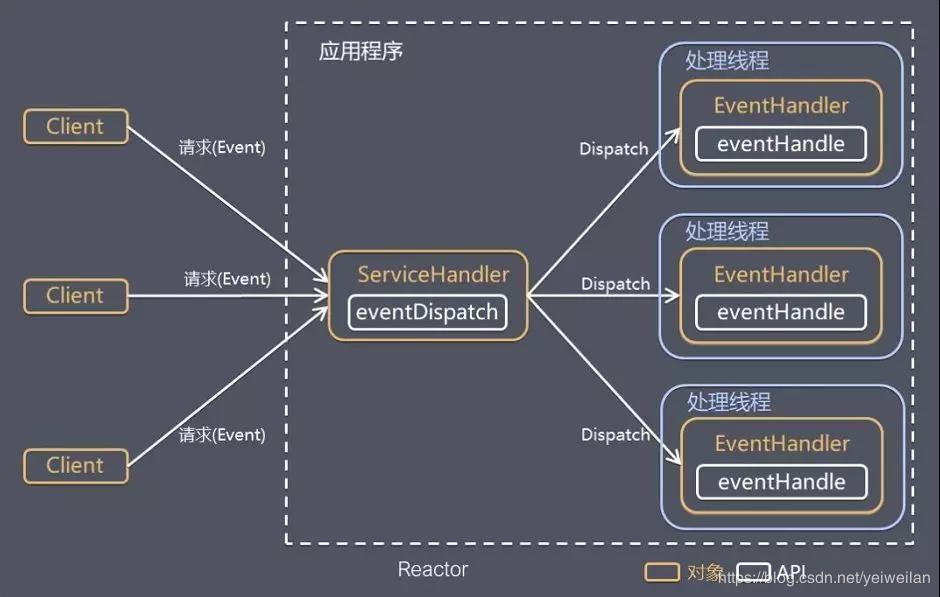 应用程序
处理线程
EventHandler
eventHandle
Client
请求(Event)
Dispatch
处理线程
ServiceHandler
eventDispatch
Client
请求(Event)
Dispatch
EventHandler
eventHandle
处理线程
Client
请求(Event)
Dispatch
EventHandler
eventHandle
Reactor
对象
API
https://blog.csdn.net/yeiweilan